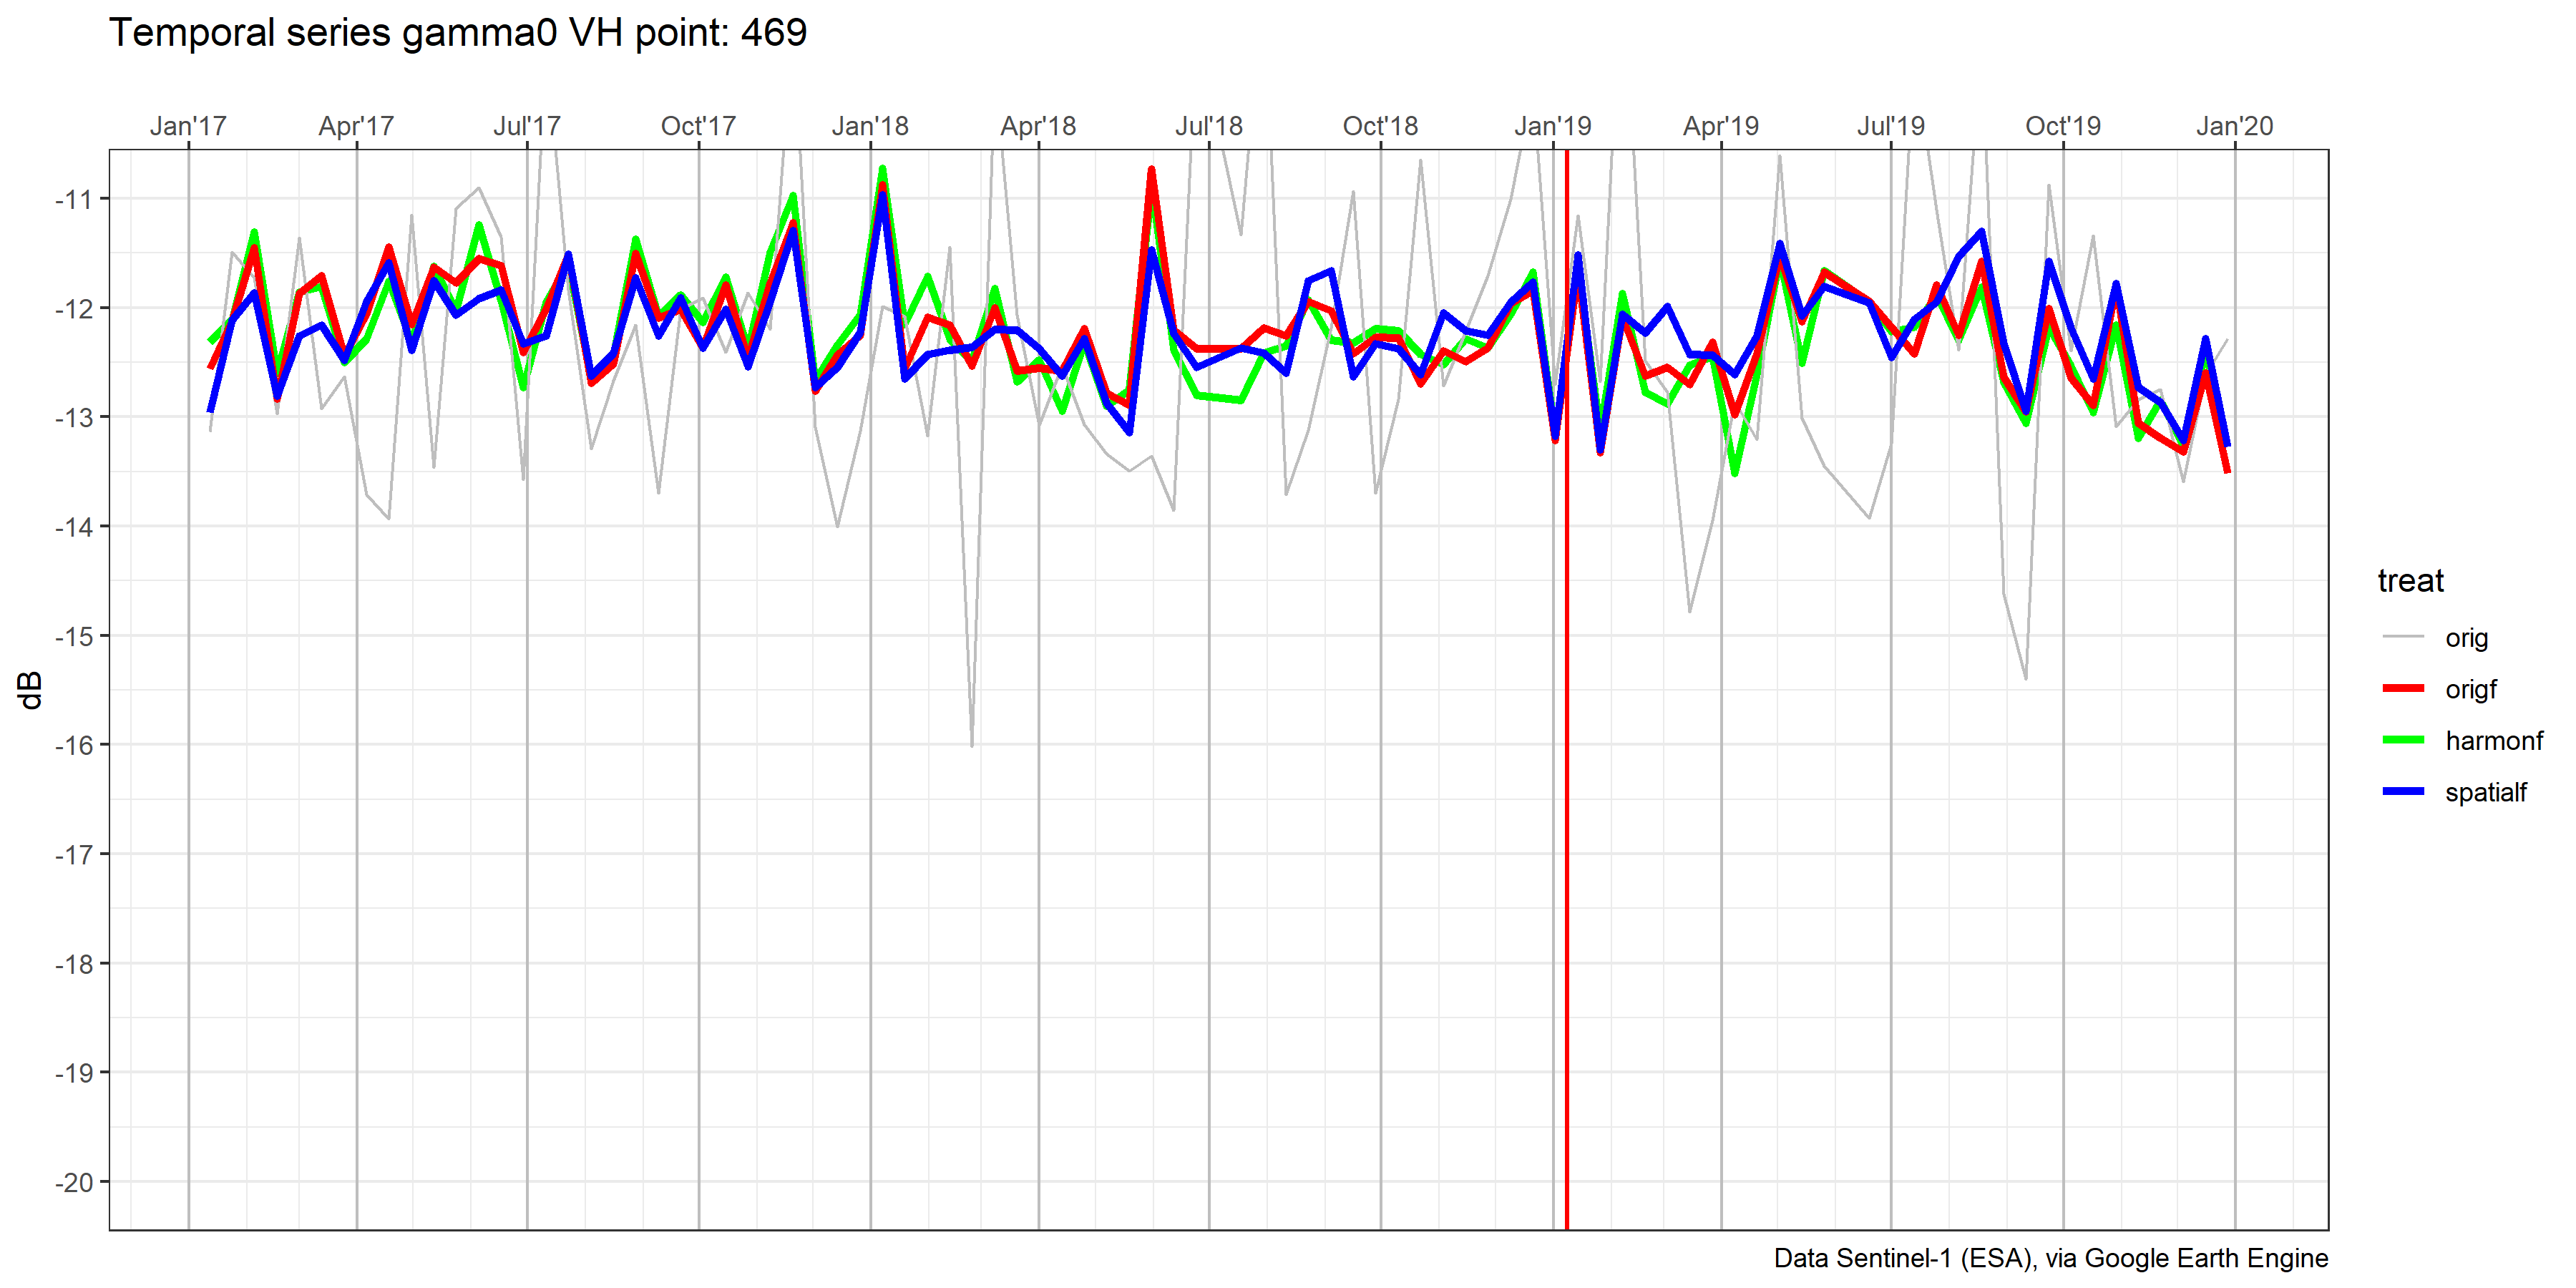 Temporal series gamma0 VH point: 469
Jan'17 Apr'17 Jul'17 Oct'17 Jan'18 Apr'18 Jul'18 Oct'18 Jan'19 Apr'19 Jul'19 Oct'19 Jan'20
-11
-12
-13
-14
-15
-16
-17
-18
-19
-20
dB
treat
orig
origf
harmonf
spatialf
Data Sentinel-1 (ESA), via Google Earth Engine